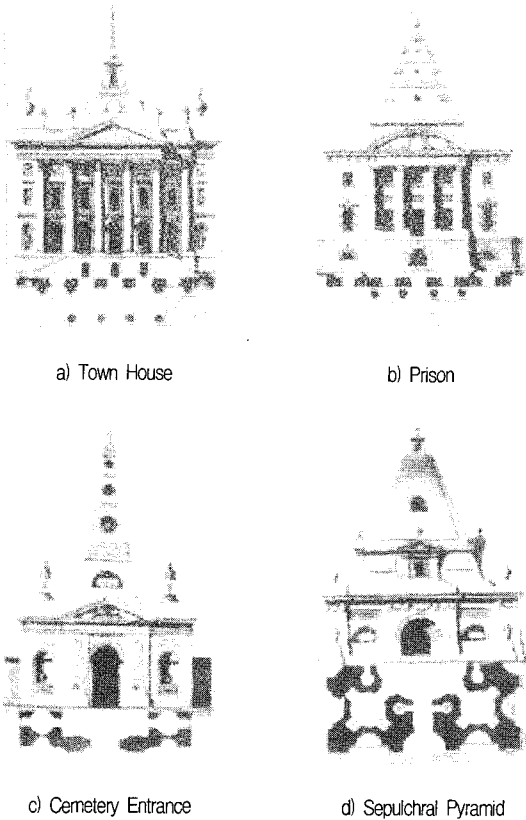 a) Town House
b) Prison
c) Cemetery Entrance
d) Sepulchral Pyramid